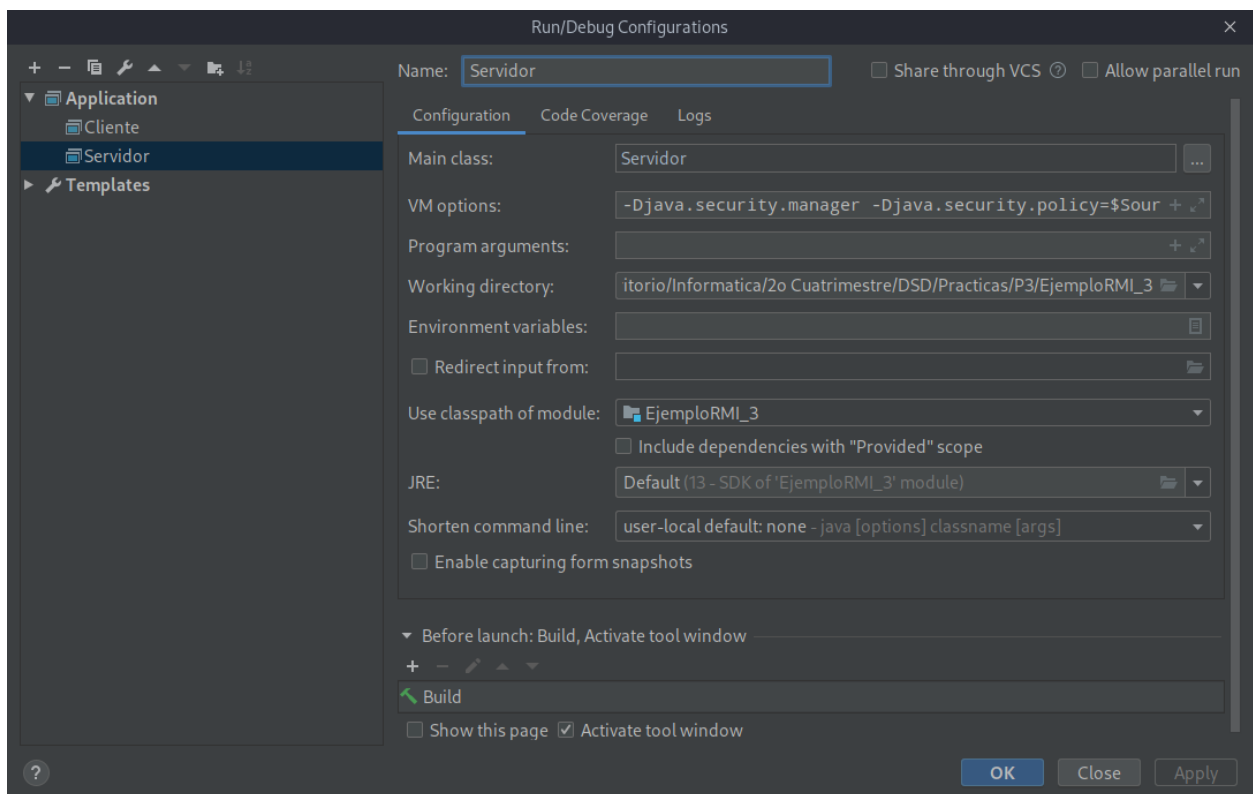 Run/Debug Configurations
Name: Servidor Share through VCS ? Allow parallel run
Application
Cliente
Servidor
Templates
Configuration Code Coverage Logs
Main class: Servidor ...
VM options: -Djava.security.manager -Djava.security.policy=$Sour
Program arguments:
Working directory: itorio/Informatica/2o Cuatrimestre/DSD/Practicas/P3/EjemploRMI_3
Environment variables:
Redirect input from:
Use classpath of module: EjemploRMI_3
Include dependencies with "Provided" scope
JRE: Default (13 - SDK of 'EjemploRMI_3' module)
Shorten command line: user-local default: none - java [options] classname [args]
Enable capturing form snapshots
Before launch: Build, Activate tool window
Build
Show this page Activate tool window
? OK Close Apply